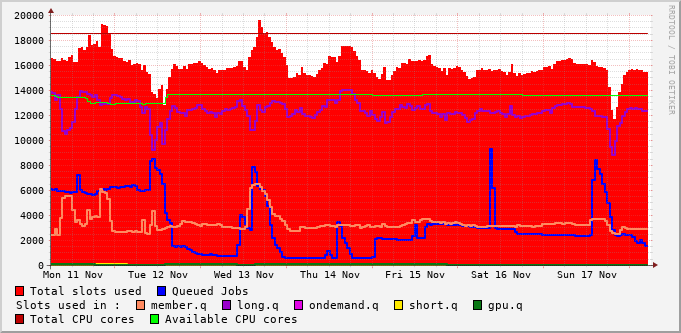 20000
18000
16000
14000
12000
10000
8000
6000
4000
2000
0
Mon 11 Nov Tue 12 Nov Wed 13 Nov Thu 14 Nov Fri 15 Nov Sat 16 Nov Sun 17 Nov
Total slots used Queued Jobs
Slots used in : member.q long.q ondemand.q short.q gpu.q
Total CPU cores Available CPU cores
RRDTOOL / TOBI OETIKER